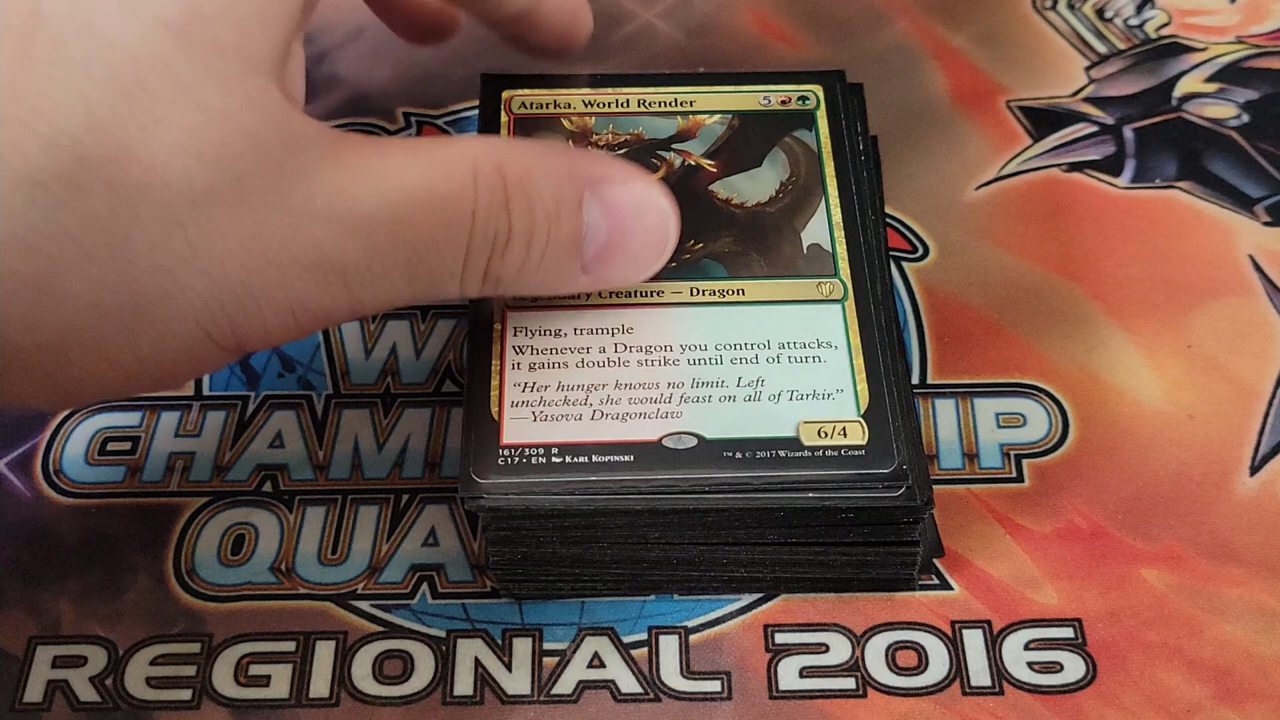 Atarka, World Render 5
Creature — Dragon
Flying, trample
Whenever a Dragon you control attacks,
it gains double strike until end of turn.
"Her hunger knows no limit. Left
unchecked, she would feast on all of Tarkir."
—Yasova Dragonclaw
6/4
161/309 R
C17 • EN Karl Kopinski
™ & © 2017 Wizards of the Coast
REGIONAL 2016